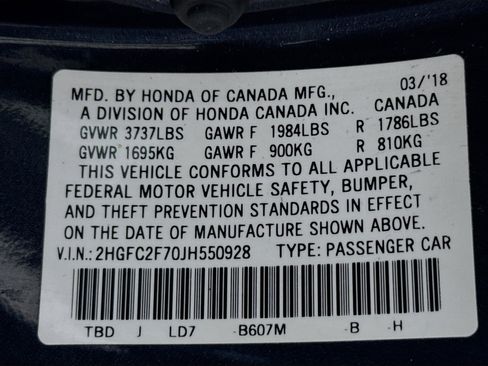 MFD. BY HONDA OF CANADA MFG., 03/'18
A DIVISION OF HONDA CANADA INC. CANADA
GVWR 3737LBS GAWR F 1984LBS R 1786LBS
GVWR 1695KG GAWR F 900KG R 810KG
THIS VEHICLE CONFORMS TO ALL APPLICABLE
FEDERAL MOTOR VEHICLE SAFETY, BUMPER,
AND THEFT PREVENTION STANDARDS IN EFFECT
ON THE DATE OF MANUFACTURE SHOWN ABOVE.
V.I.N.: 2HGFC2F70JH550928 TYPE: PASSENGER CAR
TBD J LD7 -B607M -B -H